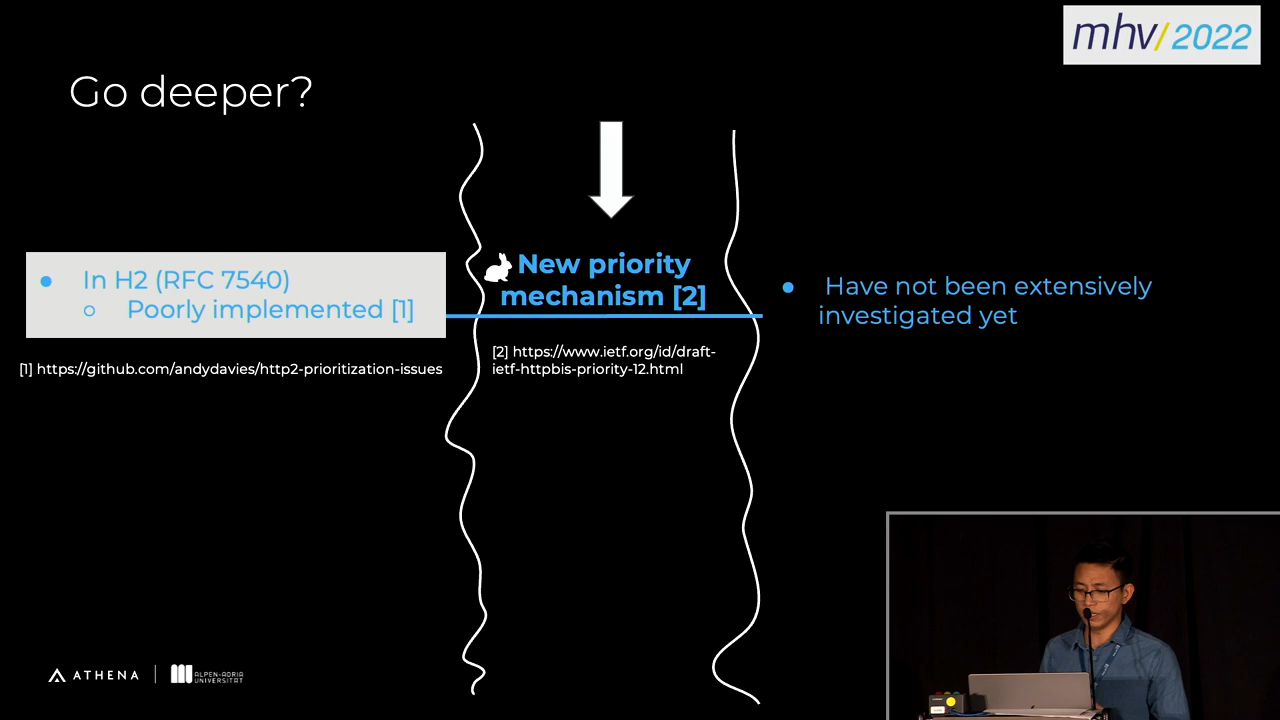 mhv/2022
Go deeper?
● In H2 (RFC 7540)
○ Poorly implemented [1]
[1] https://github.com/andydavies/http2-prioritization-issues
New priority
mechanism [2]
[2] https://www.ietf.org/id/draft-
ietf-httpbis-priority-12.html
● Have not been extensively
investigated yet
ATHENA
ALPEN-ADRIA
UNIVERSITÄT